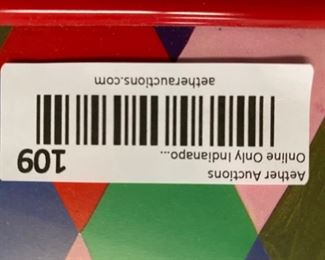 Aether Auctions
Online Only Indianapo...
109
aetherauctions.com